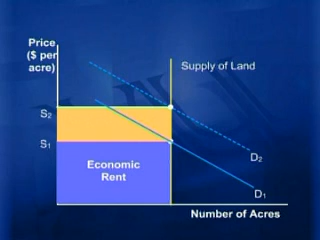 Price
($ per
acre)
Supply of Land
S2
S1
Economic
Rent
D2
D1
Number of Acres